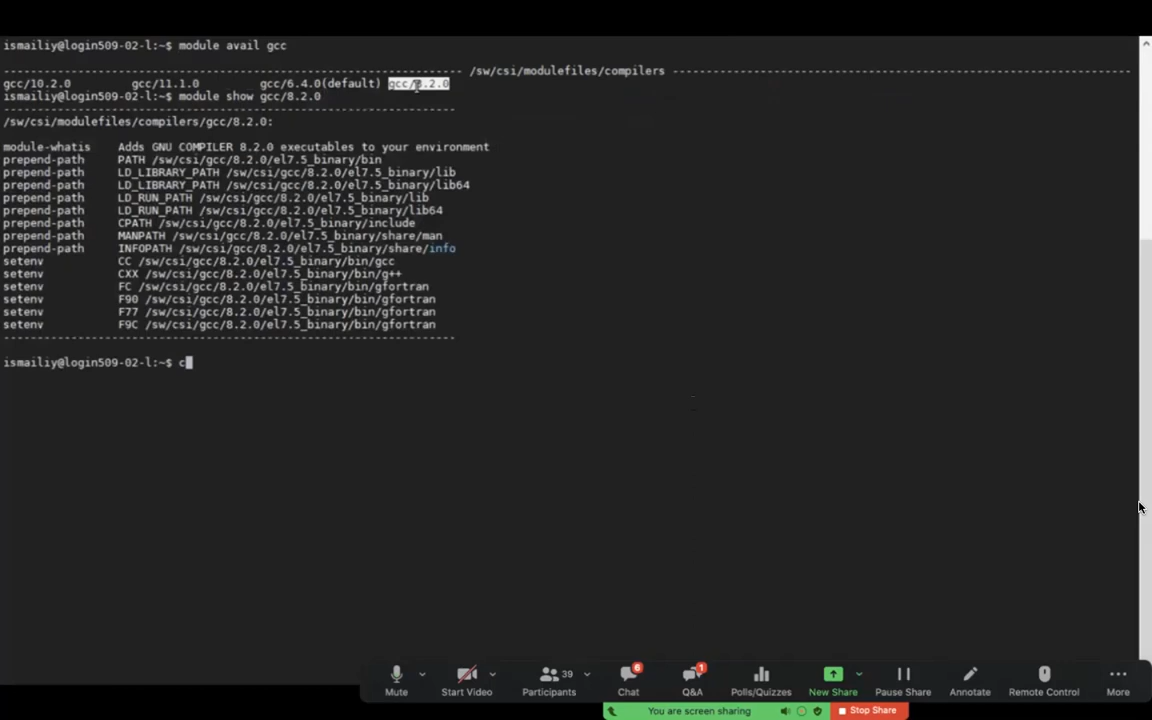 ismailiy@login509-02-l:~$ module avail gcc
------------------------------------------------------------ /sw/csi/modulefiles/compilers ------------------------------------------------------------
gcc/10.2.0 gcc/11.1.0 gcc/6.4.0(default) gcc/8.2.0
ismailiy@login509-02-l:~$ module show gcc/8.2.0
-------------------------------------------------------------------
/sw/csi/modulefiles/compilers/gcc/8.2.0:
module-whatis Adds GNU COMPILER 8.2.0 executables to your environment
prepend-path PATH /sw/csi/gcc/8.2.0/el7.5_binary/bin
prepend-path LD_LIBRARY_PATH /sw/csi/gcc/8.2.0/el7.5_binary/lib
prepend-path LD_LIBRARY_PATH /sw/csi/gcc/8.2.0/el7.5_binary/lib64
prepend-path LD_RUN_PATH /sw/csi/gcc/8.2.0/el7.5_binary/lib
prepend-path LD_RUN_PATH /sw/csi/gcc/8.2.0/el7.5_binary/lib64
prepend-path CPATH /sw/csi/gcc/8.2.0/el7.5_binary/include
prepend-path MANPATH /sw/csi/gcc/8.2.0/el7.5_binary/share/man
prepend-path INFOPATH /sw/csi/gcc/8.2.0/el7.5_binary/share/info
setenv CC /sw/csi/gcc/8.2.0/el7.5_binary/bin/gcc
setenv CXX /sw/csi/gcc/8.2.0/el7.5_binary/bin/g++
setenv FC /sw/csi/gcc/8.2.0/el7.5_binary/bin/gfortran
setenv F90 /sw/csi/gcc/8.2.0/el7.5_binary/bin/gfortran
setenv F77 /sw/csi/gcc/8.2.0/el7.5_binary/bin/gfortran
setenv F9C /sw/csi/gcc/8.2.0/el7.5_binary/bin/gfortran
-------------------------------------------------------------------
ismailiy@login509-02-l:~$ c
39 6 1
Mute Start Video Participants Chat Q&A Polls/Quizzes New Share Pause Share Annotate Remote Control More
You are screen sharing Stop Share